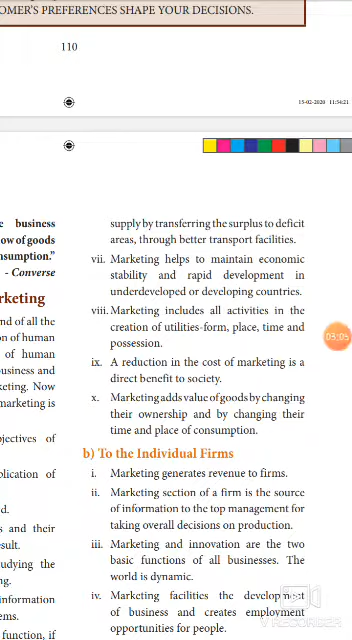 OMER'S PREFERENCES SHAPE YOUR DECISIONS.
110
15-02-2020 11:54:21
e business
ow of goods
nsumption."
- Converse
rketing
nd of all the
on of human
of human
usiness and
keting. Now
marketing is
jectives of
plication of
d.
s and their
sult.
udying the
ng.
information
ems.
function, if
supply by transferring the surplus to deficit
areas, through better transport facilities.
vii. Marketing helps to maintain economic
stability and rapid development in
underdeveloped or developing countries.
viii. Marketing includes all activities in the
creation of utilities-form, place, time and
possession.
ix. A reduction in the cost of marketing is a
direct benefit to society.
x. Marketing adds value of goods by changing
their ownership and by changing their
time and place of consumption.
b) To the Individual Firms
i. Marketing generates revenue to firms.
ii. Marketing section of a firm is the source
of information to the top management for
taking overall decisions on production.
iii. Marketing and innovation are the two
basic functions of all businesses. The
world is dynamic.
iv. Marketing facilities the development
of business and creates employment
opportunities for people.
03:05
V RECORDER